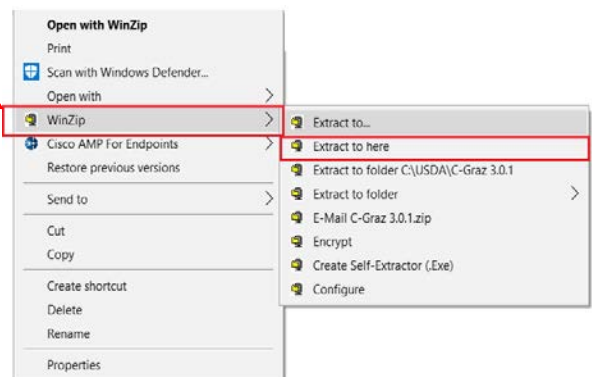 Open with WinZip
Print
Scan with Windows Defender...
Open with
WinZip
Cisco AMP For Endpoints
Restore previous versions
Send to
Cut
Copy
Create shortcut
Delete
Rename
Properties
Extract to...
Extract to here
Extract to folder C:\USDA\C-Graz 3.0.1
Extract to folder
E-Mail C-Graz 3.0.1.zip
Encrypt
Create Self-Extractor (.Exe)
Configure